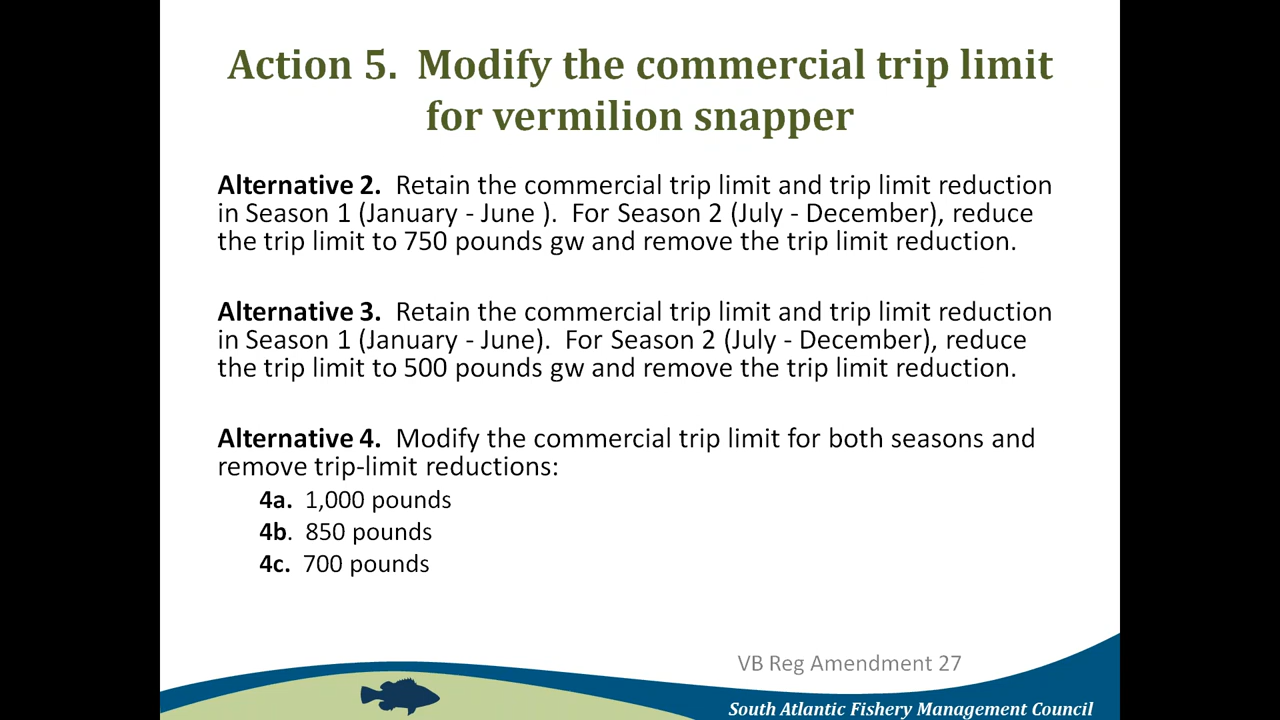 Action 5.  Modify the commercial trip limit
for vermilion snapper
Alternative 2.  Retain the commercial trip limit and trip limit reduction
in Season 1 (January - June ).  For Season 2 (July - December), reduce
the trip limit to 750 pounds gw and remove the trip limit reduction.
Alternative 3.  Retain the commercial trip limit and trip limit reduction
in Season 1 (January - June).  For Season 2 (July - December), reduce
the trip limit to 500 pounds gw and remove the trip limit reduction.
Alternative 4.  Modify the commercial trip limit for both seasons and
remove trip-limit reductions:
4a.  1,000 pounds
4b.  850 pounds
4c.  700 pounds
VB Reg Amendment 27
South Atlantic Fishery Management Council